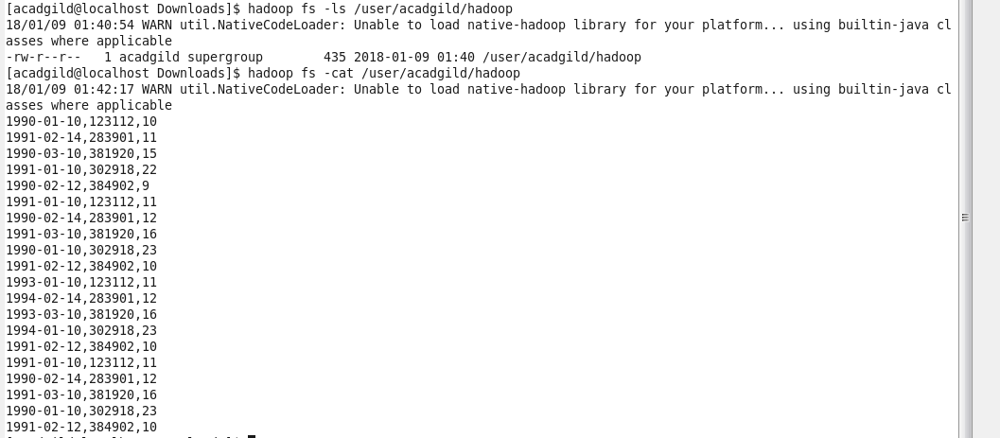 [acadgild@localhost Downloads]$ hadoop fs -ls /user/acadgild/hadoop
18/01/09 01:40:54 WARN util.NativeCodeLoader: Unable to load native-hadoop library for your platform... using builtin-java cl
asses where applicable
-rw-r--r--   1 acadgild supergroup        435 2018-01-09 01:40 /user/acadgild/hadoop
[acadgild@localhost Downloads]$ hadoop fs -cat /user/acadgild/hadoop
18/01/09 01:42:17 WARN util.NativeCodeLoader: Unable to load native-hadoop library for your platform... using builtin-java cl
asses where applicable
1990-01-10,123112,10
1991-02-14,283901,11
1990-03-10,381920,15
1991-01-10,302918,22
1990-02-12,384902,9
1991-01-10,123112,11
1990-02-14,283901,12
1991-03-10,381920,16
1990-01-10,302918,23
1991-02-12,384902,10
1993-01-10,123112,11
1994-02-14,283901,12
1993-03-10,381920,16
1994-01-10,302918,23
1991-02-12,384902,10
1991-01-10,123112,11
1990-02-14,283901,12
1991-03-10,381920,16
1990-01-10,302918,23
1991-02-12,384902,10